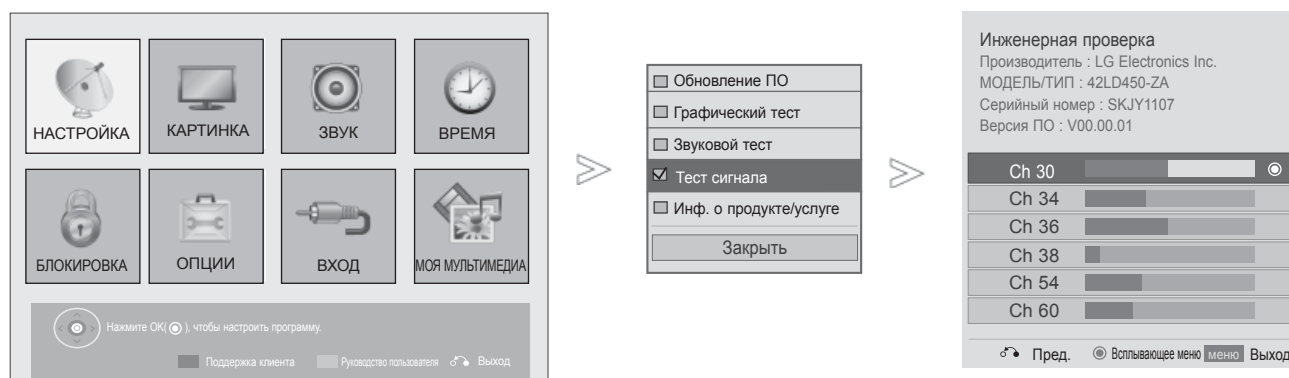 НАСТРОЙКА
КАРТИНКА
ЗВУК
ВРЕМЯ
БЛОКИРОВКА
ОПЦИИ
ВХОД
МОЯ МУЛЬТИМЕДИА
Нажмите ОК( ), чтобы настроить программу.
Поддержка клиента Руководство пользователя Выход
Обновление ПО
Графический тест
Звуковой тест
Тест сигнала
Инф. о продукте/услуге
Закрыть
Инженерная проверка
Производитель : LG Electronics Inc.
МОДЕЛЬ/ТИП : 42LD450-ZA
Серийный номер : SKJY1107
Версия ПО : V00.00.01
Ch 30
Ch 34
Ch 36
Ch 38
Ch 54
Ch 60
Пред. Всплывающее меню меню Выход